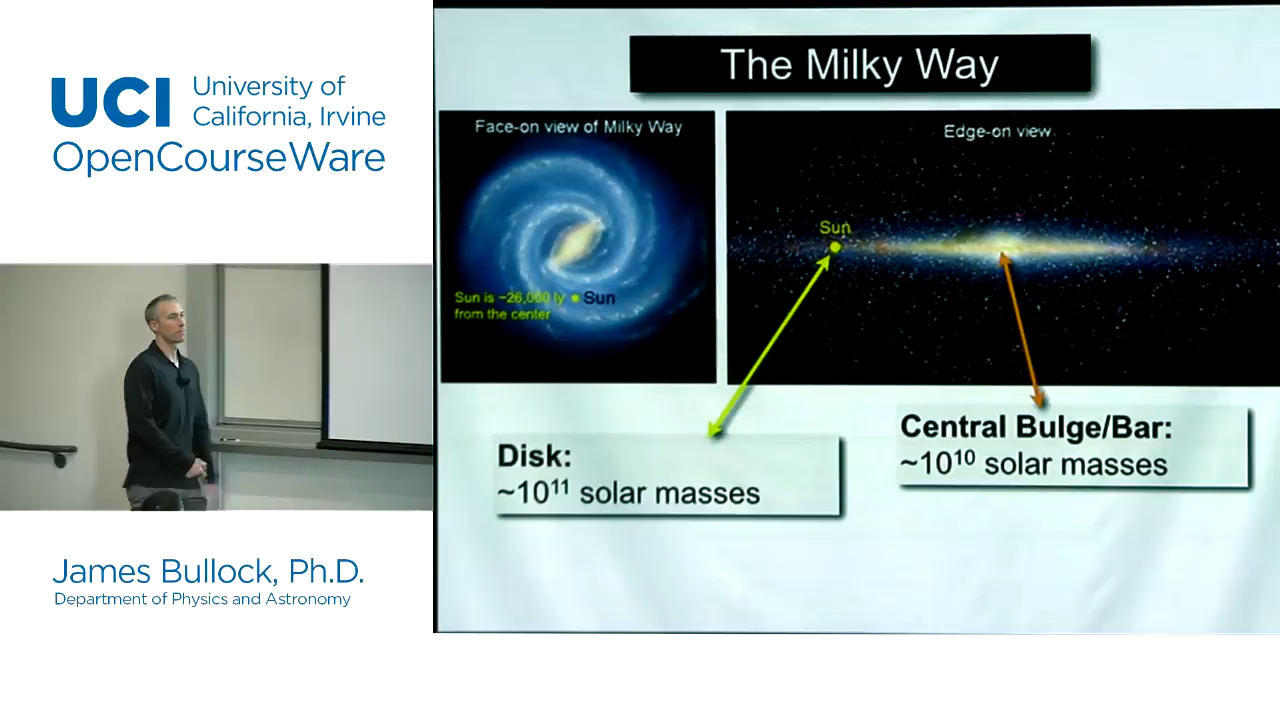 UCI University of
California, Irvine
OpenCourseWare
James Bullock, Ph.D.
Department of Physics and Astronomy
The Milky Way
Face-on view of Milky Way
Sun is ~26,000 ly
from the center
Sun
Edge-on view
Sun
Disk:
~10¹¹ solar masses
Central Bulge/Bar:
~10¹⁰ solar masses